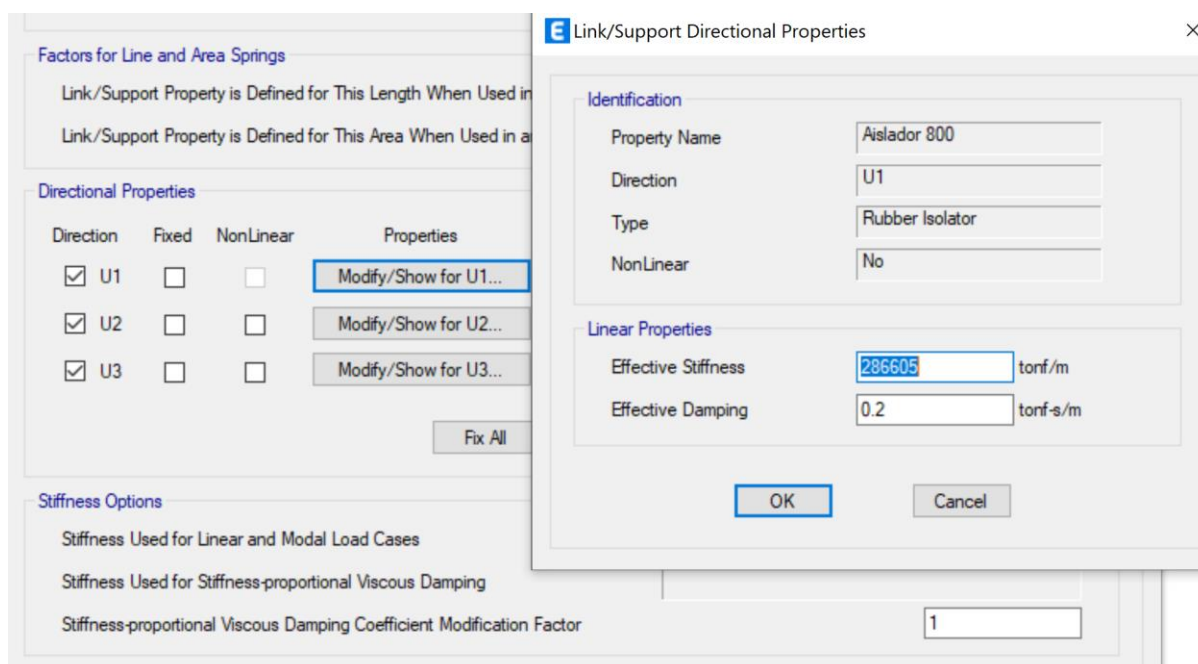 Factors for Line and Area Springs
Link/Support Property is Defined for This Length When Used in
Link/Support Property is Defined for This Area When Used in a
Directional Properties
Direction Fixed NonLinear Properties
U1 Modify/Show for U1...
U2 Modify/Show for U2...
U3 Modify/Show for U3...
Fix All
Stiffness Options
Stiffness Used for Linear and Modal Load Cases
Stiffness Used for Stiffness-proportional Viscous Damping
Stiffness-proportional Viscous Damping Coefficient Modification Factor 1
E Link/Support Directional Properties
Identification
Property Name Aislador 800
Direction U1
Type Rubber Isolator
NonLinear No
Linear Properties
Effective Stiffness 286605 tonf/m
Effective Damping 0.2 tonf-s/m
OK Cancel